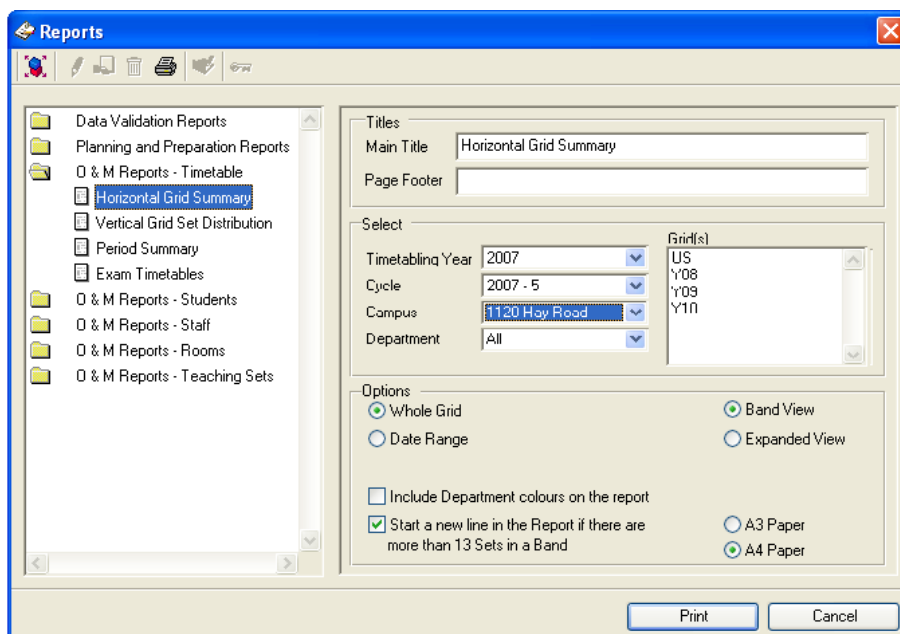 Reports
Data Validation Reports
Planning and Preparation Reports
O & M Reports - Timetable
Horizontal Grid Summary
Vertical Grid Set Distribution
Period Summary
Exam Timetables
O & M Reports - Students
O & M Reports - Staff
O & M Reports - Rooms
O & M Reports - Teaching Sets
Titles
Main Title Horizontal Grid Summary
Page Footer
Select
Timetabling Year 2007
Cycle 2007 - 5
Campus 1120 Hay Road
Department All
Grid(s)
US
Y08
Y09
Y10
Options
Whole Grid
Band View
Date Range
Expanded View
Include Department colours on the report
Start a new line in the Report if there are
more than 13 Sets in a Band
A3 Paper
A4 Paper
Print
Cancel